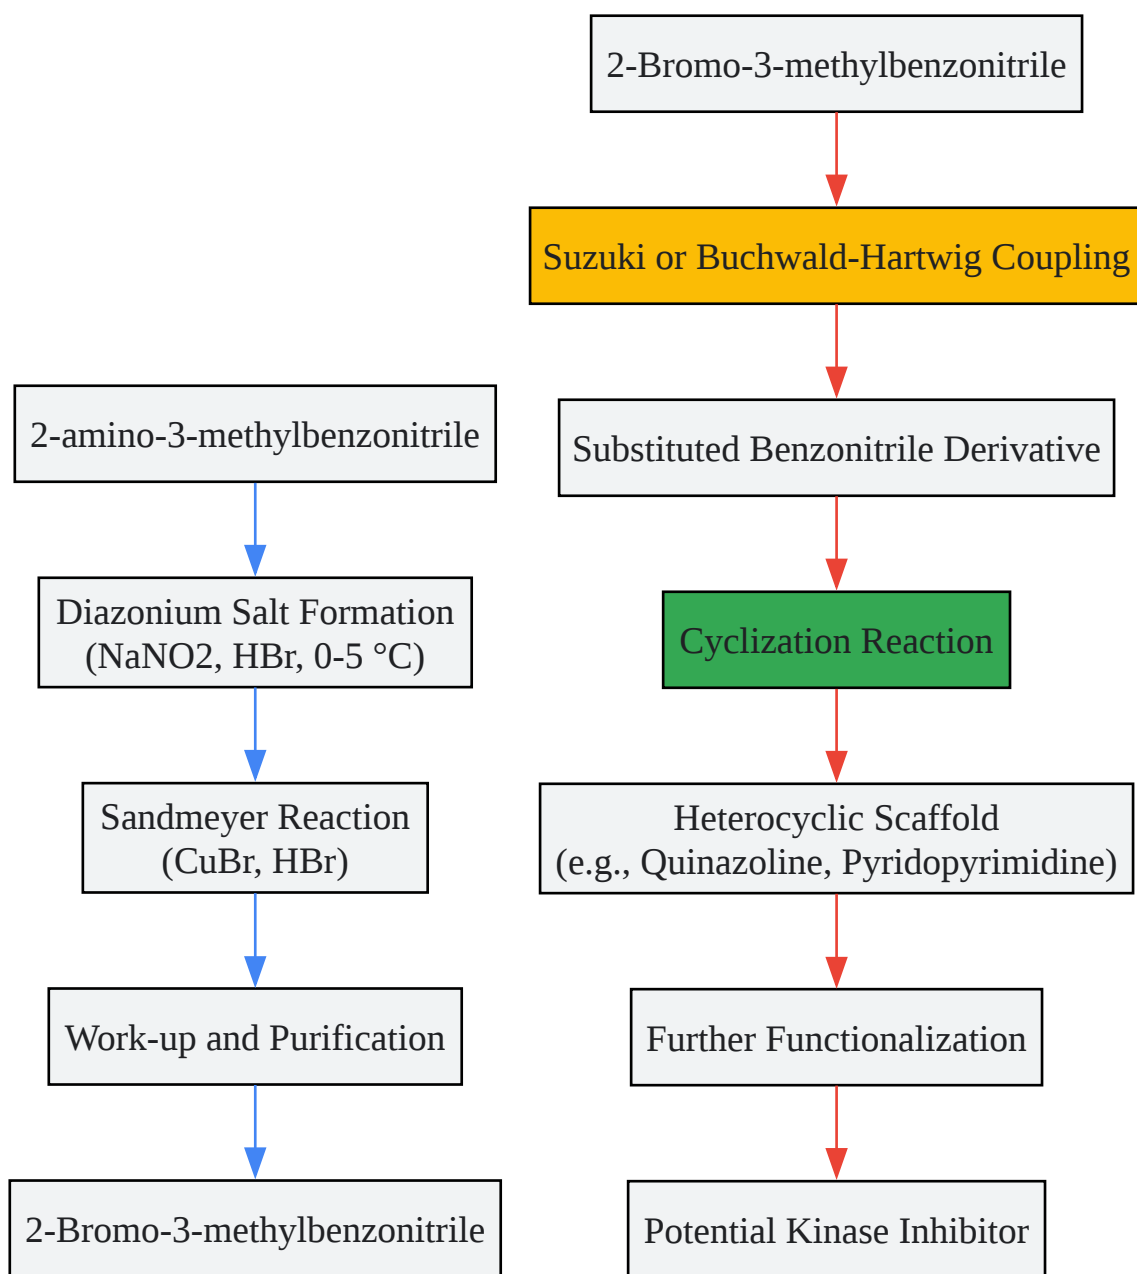 2-amino-3-methylbenzonitrile
Diazonium Salt Formation
(NaNO2, HBr, 0-5 °C)
Sandmeyer Reaction
(CuBr, HBr)
Work-up and Purification
2-Bromo-3-methylbenzonitrile
2-Bromo-3-methylbenzonitrile
Suzuki or Buchwald-Hartwig Coupling
Substituted Benzonitrile Derivative
Cyclization Reaction
Heterocyclic Scaffold
(e.g., Quinazoline, Pyridopyrimidine)
Further Functionalization
Potential Kinase Inhibitor